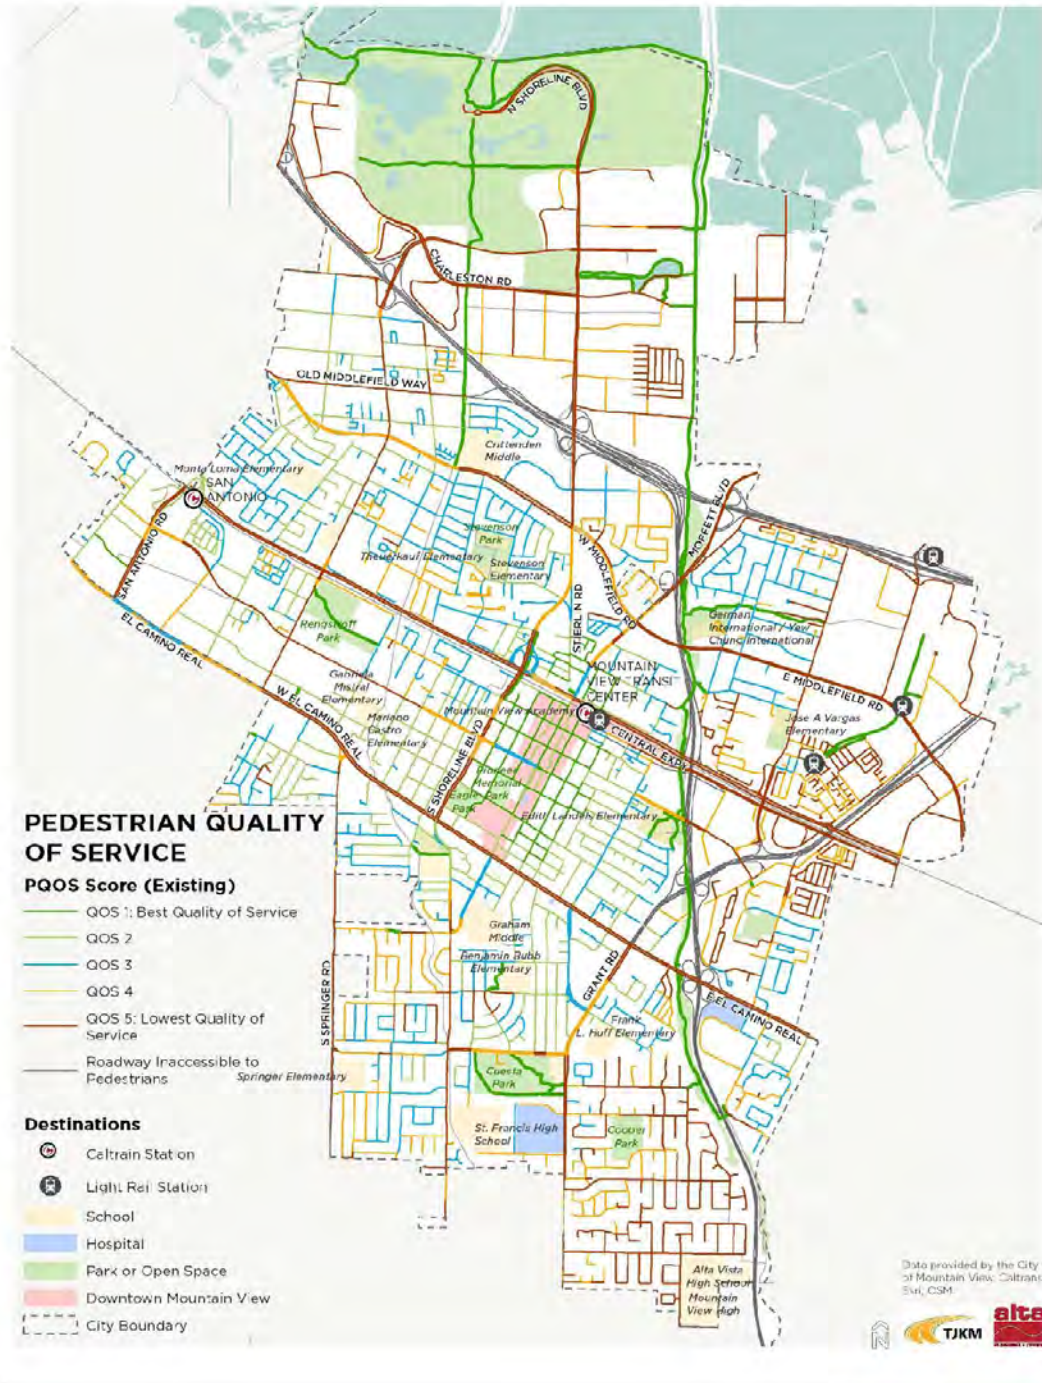 N SHORELINE BLVD
CHARLESTON RD
OLD MIDDLEFIELD WAY
Crittenden
Middle
Monta Loma Elementary
SAN
ANTONIO
SAN ANTONIO RD
Stevenson
Park
Theuerkauf Elementary
Stevenson
Elementary
W MIDDLEFIELD RD
MOFFETT BLVD
STIERLIN RD
EL CAMINO REAL
Rengstorff
Park
German
International / Yew
Chung International
MOUNTAIN
VIEW TRANSIT
CENTER
Gabriela
Mistral
Elementary
E MIDDLEFIELD RD
W EL CAMINO REAL
Mariano
Castro
Elementary
Mountain View Academy
CENTRAL EXPY
Jose A Vargas
Elementary
S SHORELINE BLVD
Pioneer
Memorial
Eagle Park
Park
Edith Landels Elementary
PEDESTRIAN QUALITY
OF SERVICE
PQOS Score (Existing)
QOS 1: Best Quality of Service
QOS 2
QOS 3
QOS 4
QOS 5: Lowest Quality of
Service
Roadway Inaccessible to
Pedestrians
Graham
Middle
Benjamin Bubb
Elementary
GRANT RD
S SPRINGER RD
Frank
L. Huff Elementary
E EL CAMINO REAL
Springer Elementary
Cuesta
Park
St. Francis High
School
Cooper
Park
Destinations
Caltrain Station
Light Rail Station
School
Hospital
Park or Open Space
Downtown Mountain View
City Boundary
Alta Vista
High School
Mountain
View High
Data provided by the City
of Mountain View, Caltrans
Esri, CSM
TJKM
alta